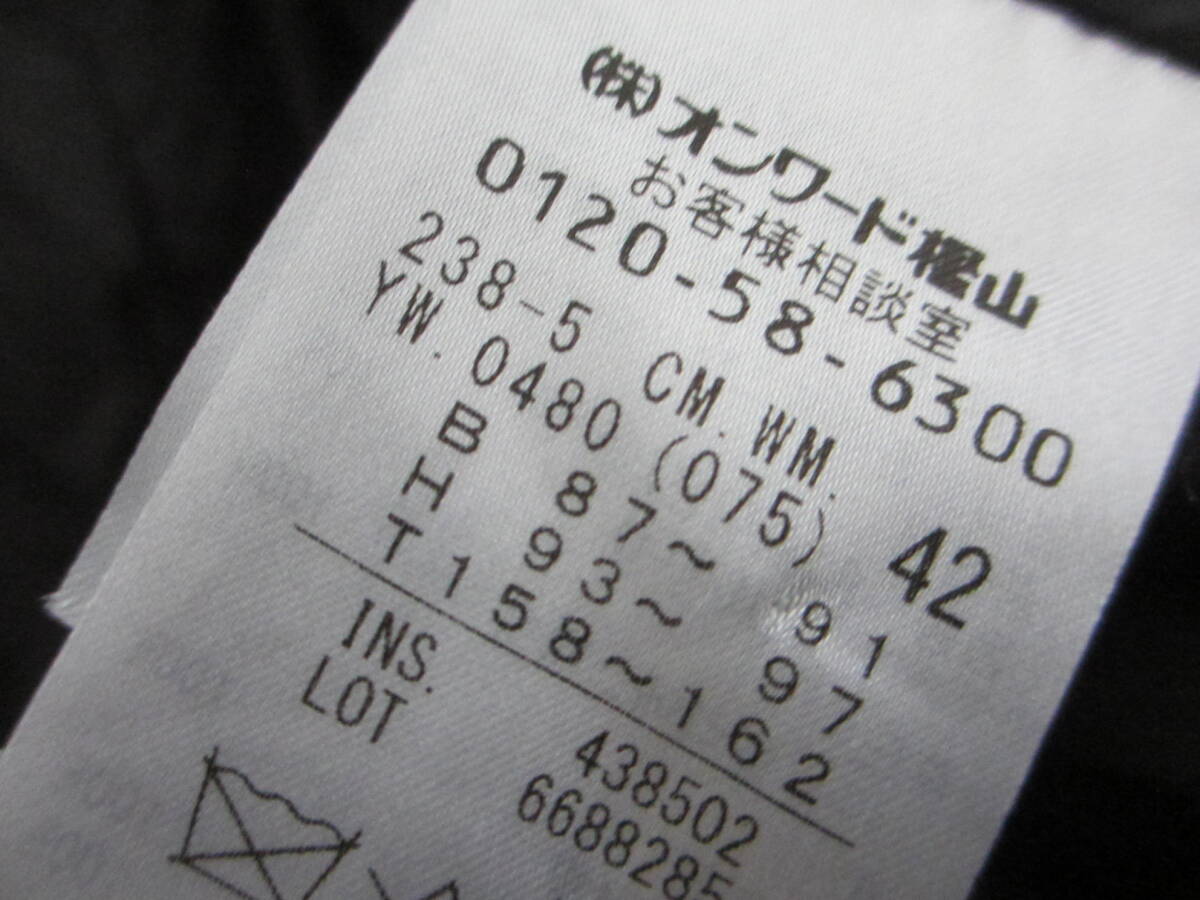 (株)オンワード樫山
お客様相談室
0120-58-6300
238-5 CM.WM.
YW.0480(075) 42
B 87~ 91
H 93~ 97
T158~162
INS. 438502
LOT 6688285